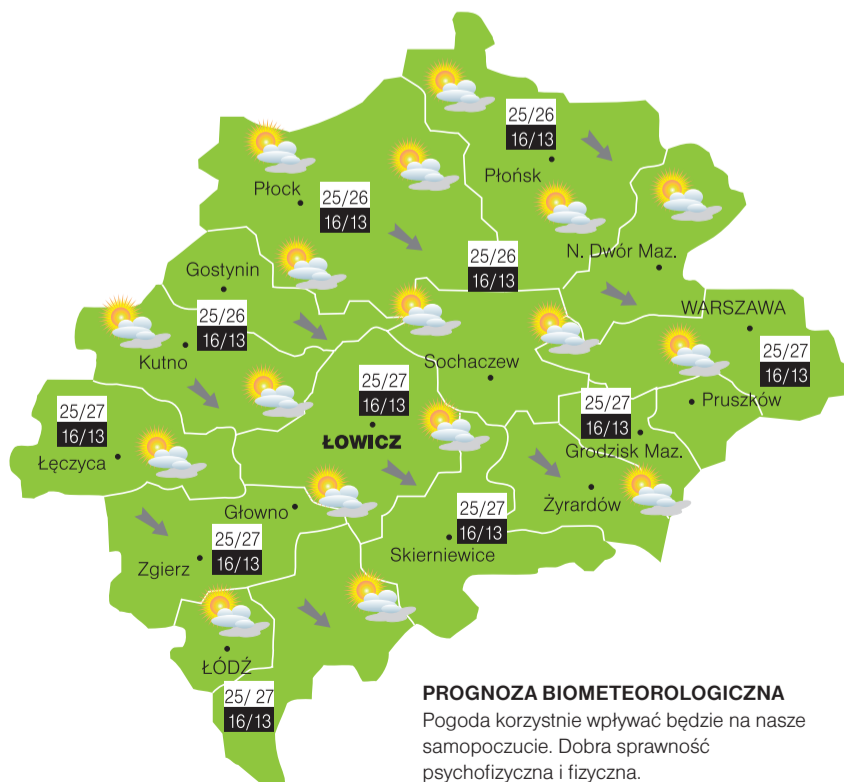 25/26
16/13
Płońsk
Płock
25/26
16/13
25/26
16/13
N. Dwór Maz.
Gostynin
WARSZAWA
25/26
16/13
Kutno
Sochaczew
25/27
16/13
25/27
16/13
ŁOWICZ
25/27
16/13
Pruszków
25/27
16/13
Grodzisk Maz.
Łęczyca
Żyrardów
Głowno
25/27
16/13
Skierniewice
25/27
16/13
Zgierz
ŁÓDŹ
25/ 27
16/13
PROGNOZA BIOMETEOROLOGICZNA
Pogoda korzystnie wpływać będzie na nasze
samopoczucie. Dobra sprawność
psychofizyczna i fizyczna.